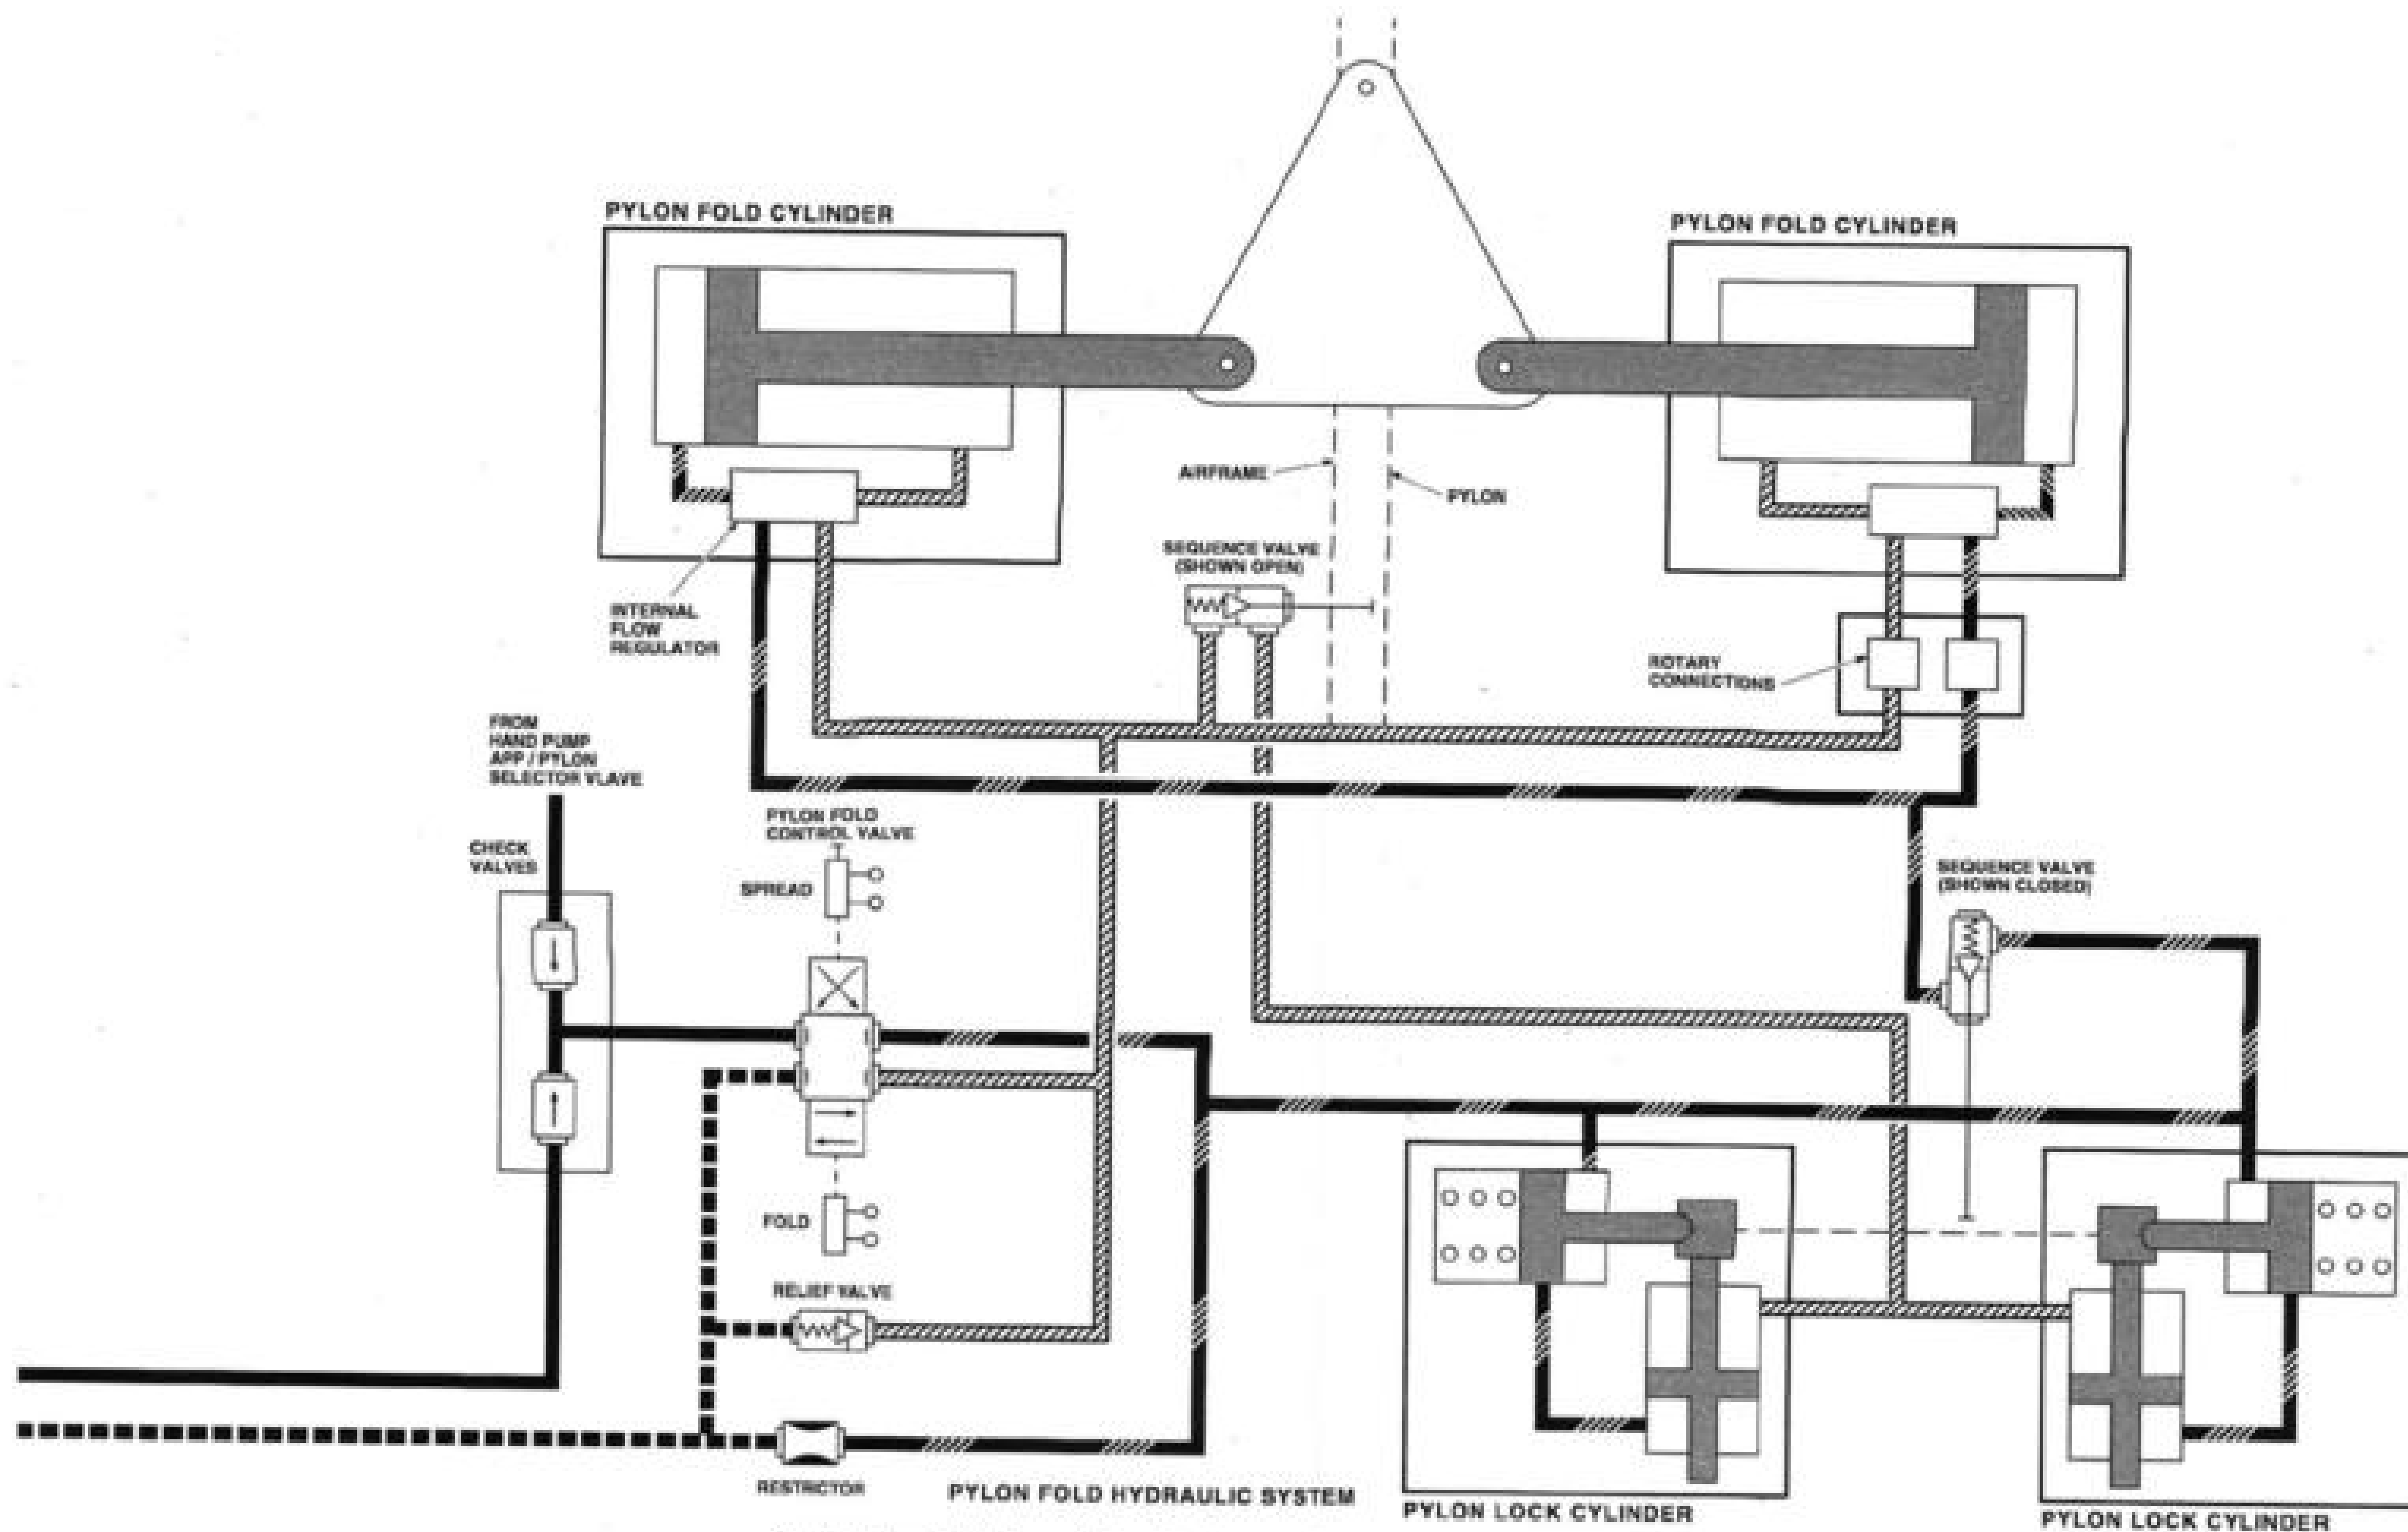 PYLON FOLD CYLINDER
PYLON FOLD CYLINDER
AIRFRAME
PYLON
SEQUENCE VALVE
(SHOWN OPEN)
INTERNAL
FLOW
REGULATOR
ROTARY
CONNECTIONS
FROM
HAND PUMP
APP / PYLON
SELECTOR VLAVE
PYLON FOLD
CONTROL VALVE
CHECK
VALVES
SPREAD
SEQUENCE VALVE
(SHOWN CLOSED)
FOLD
RELIEF VALVE
RESTRICTOR
PYLON FOLD HYDRAULIC SYSTEM
PYLON LOCK CYLINDER
PYLON LOCK CYLINDER